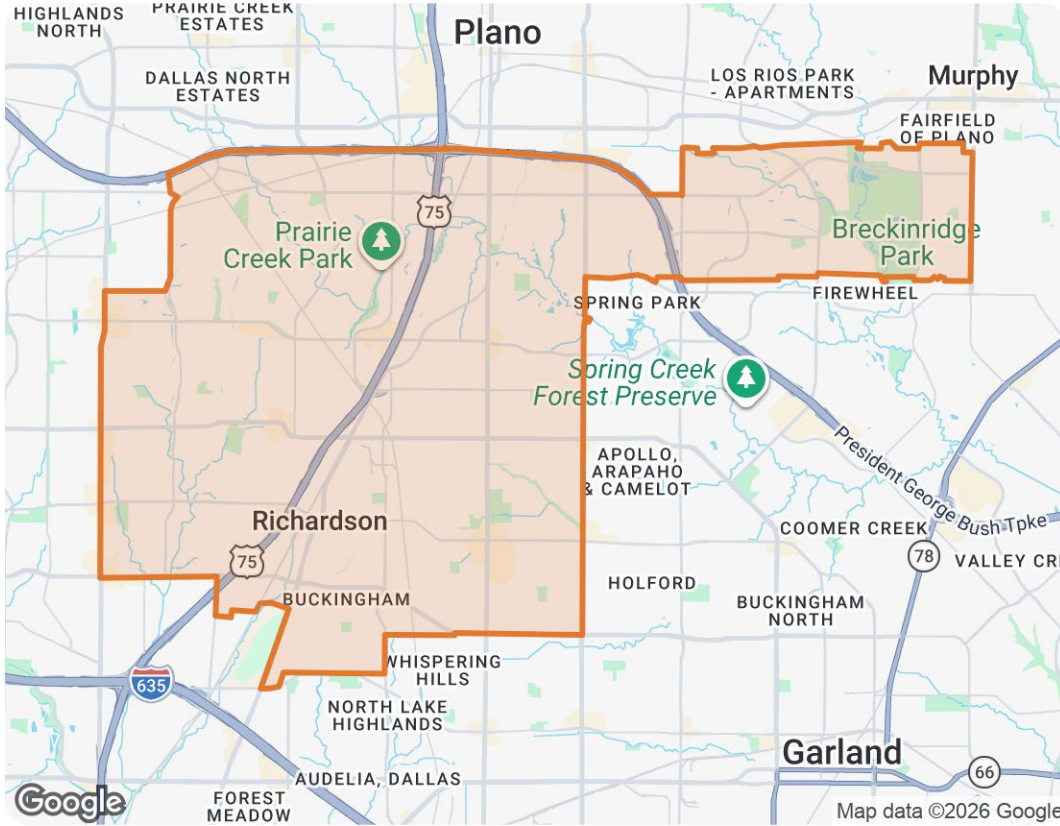 HIGHLANDS
NORTH
PRAIRIE CREEK
ESTATES
Plano
DALLAS NORTH
ESTATES
LOS RIOS PARK
- APARTMENTS
Murphy
FAIRFIELD
OF PLANO
75
Prairie
Creek Park
Breckinridge
Park
SPRING PARK
FIREWHEEL
Spring Creek
Forest Preserve
APOLLO,
ARAPAHO
& CAMELOT
President George Bush Tpke
Richardson
COOMER CREEK
75
78
VALLEY CRE
HOLFORD
BUCKINGHAM
BUCKINGHAM
NORTH
WHISPERING
HILLS
635
NORTH LAKE
HIGHLANDS
Garland
AUDELIA, DALLAS
66
FOREST
MEADOW
Google
Map data ©2026 Google